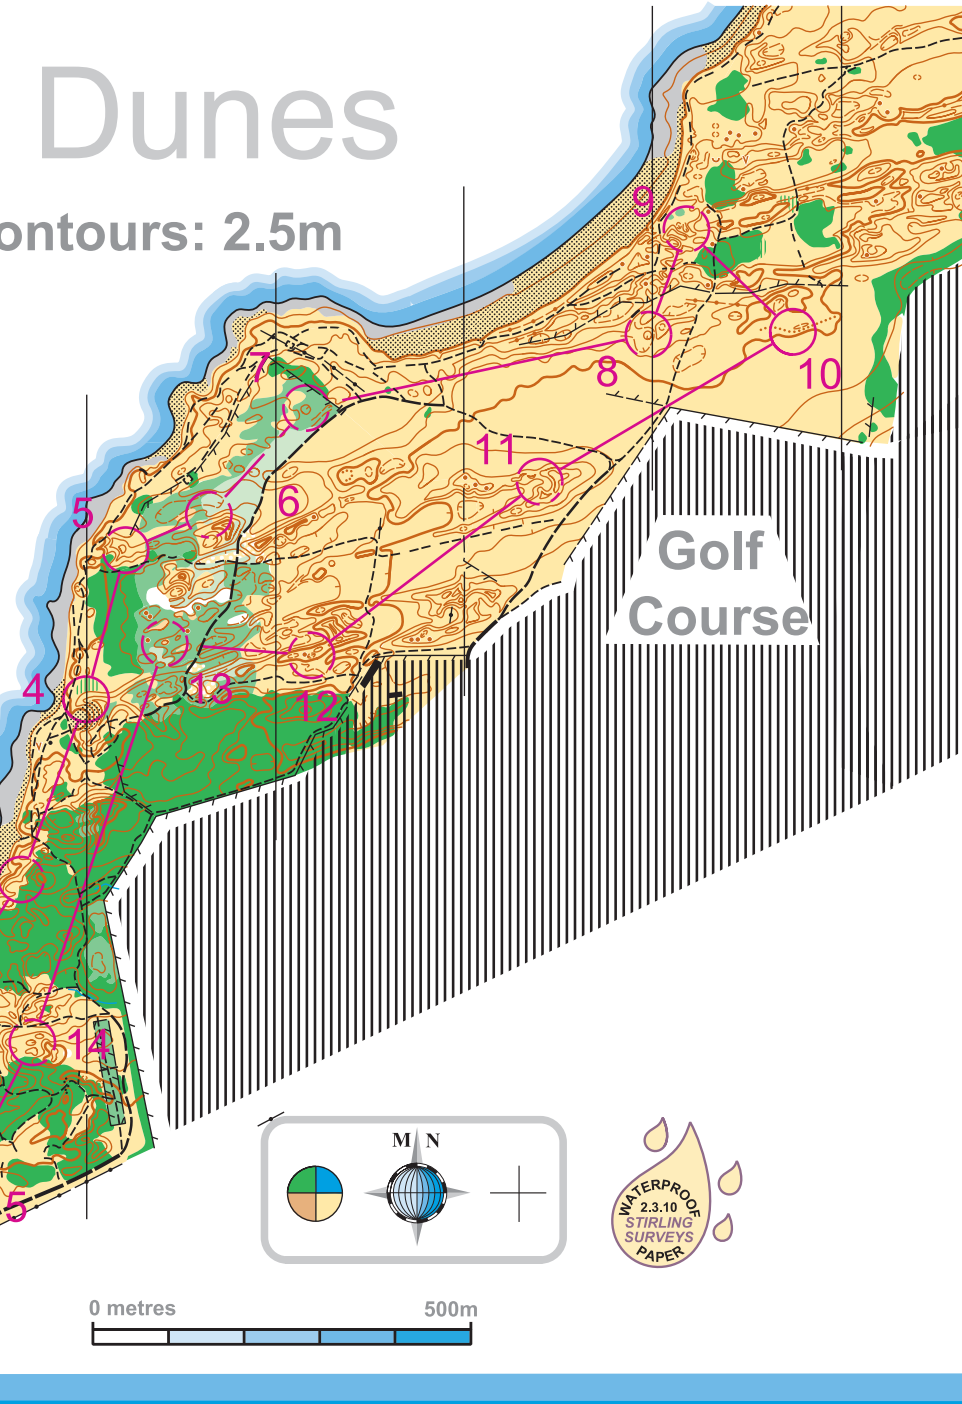 Dunes
ontours: 2.5m
9
7
8
10
11
5
6
Golf
Course
4
13
12
14
5
M N
WATERPROOF
2.3.10
STIRLING
SURVEYS
PAPER
0 metres 500m